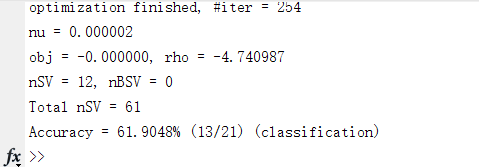 optimization finished, #iter = 254
nu = 0.000002
obj = -0.000000, rho = -4.740987
nSV = 12, nBSV = 0
Total nSV = 61
Accuracy = 61.9048% (13/21) (classification)
fx >>